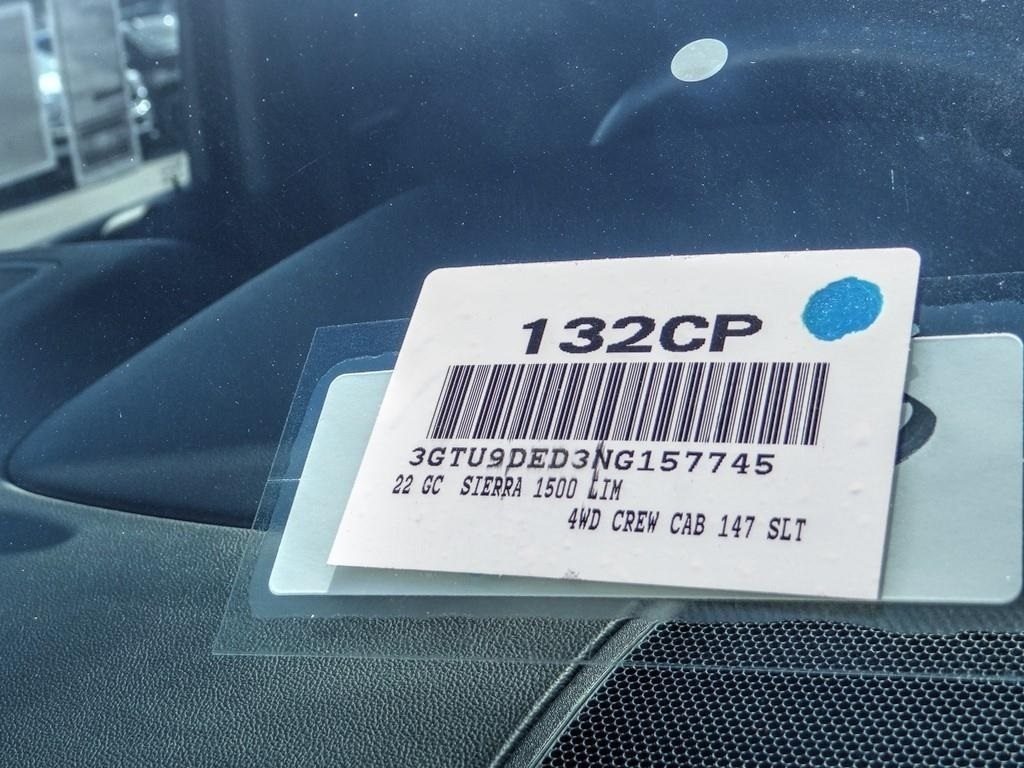 132CP
3GTU9DED3NG157745
22 GC SIERRA 1500 LIM
4WD CREW CAB 147 SLT